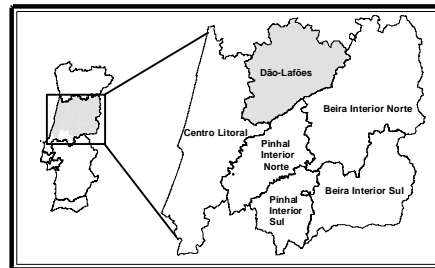 Dão-Lafões
Beira Interior Norte
Centro Litoral
Pinhal
Interior
Norte
Beira Interior Sul
Pinhal
Interior
Sul